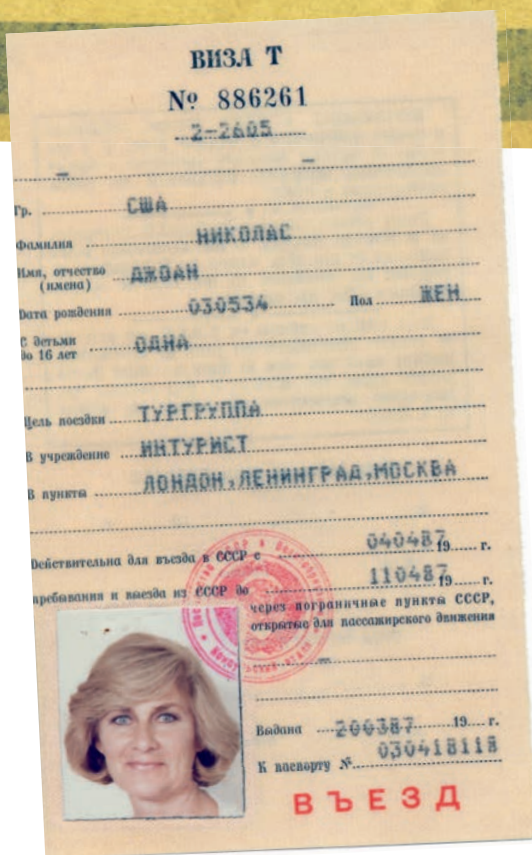 ВИЗА Т
№ 886261
2-2605
— —
Гр. США
Фамилия НИКОЛАС
Имя, отчество (имена) ДЖОАН
Дата рождения 030534 Пол ЖЕН
С детьми до 16 лет ОДНА
Цель поездки ТУРГРУППА
В учреждение ИНТУРИСТ
В пункты ЛОНДОН,ЛЕНИНГРАД,МОСКВА
Действительна для въезда в СССР с 040487 19 г.
пребывания и выезда из СССР до 110487 19 г.
через пограничные пункты СССР,
открытые для пассажирского движения
—
Выдана 200387 19 г.
К паспорту № 030418118
ВЪЕЗД